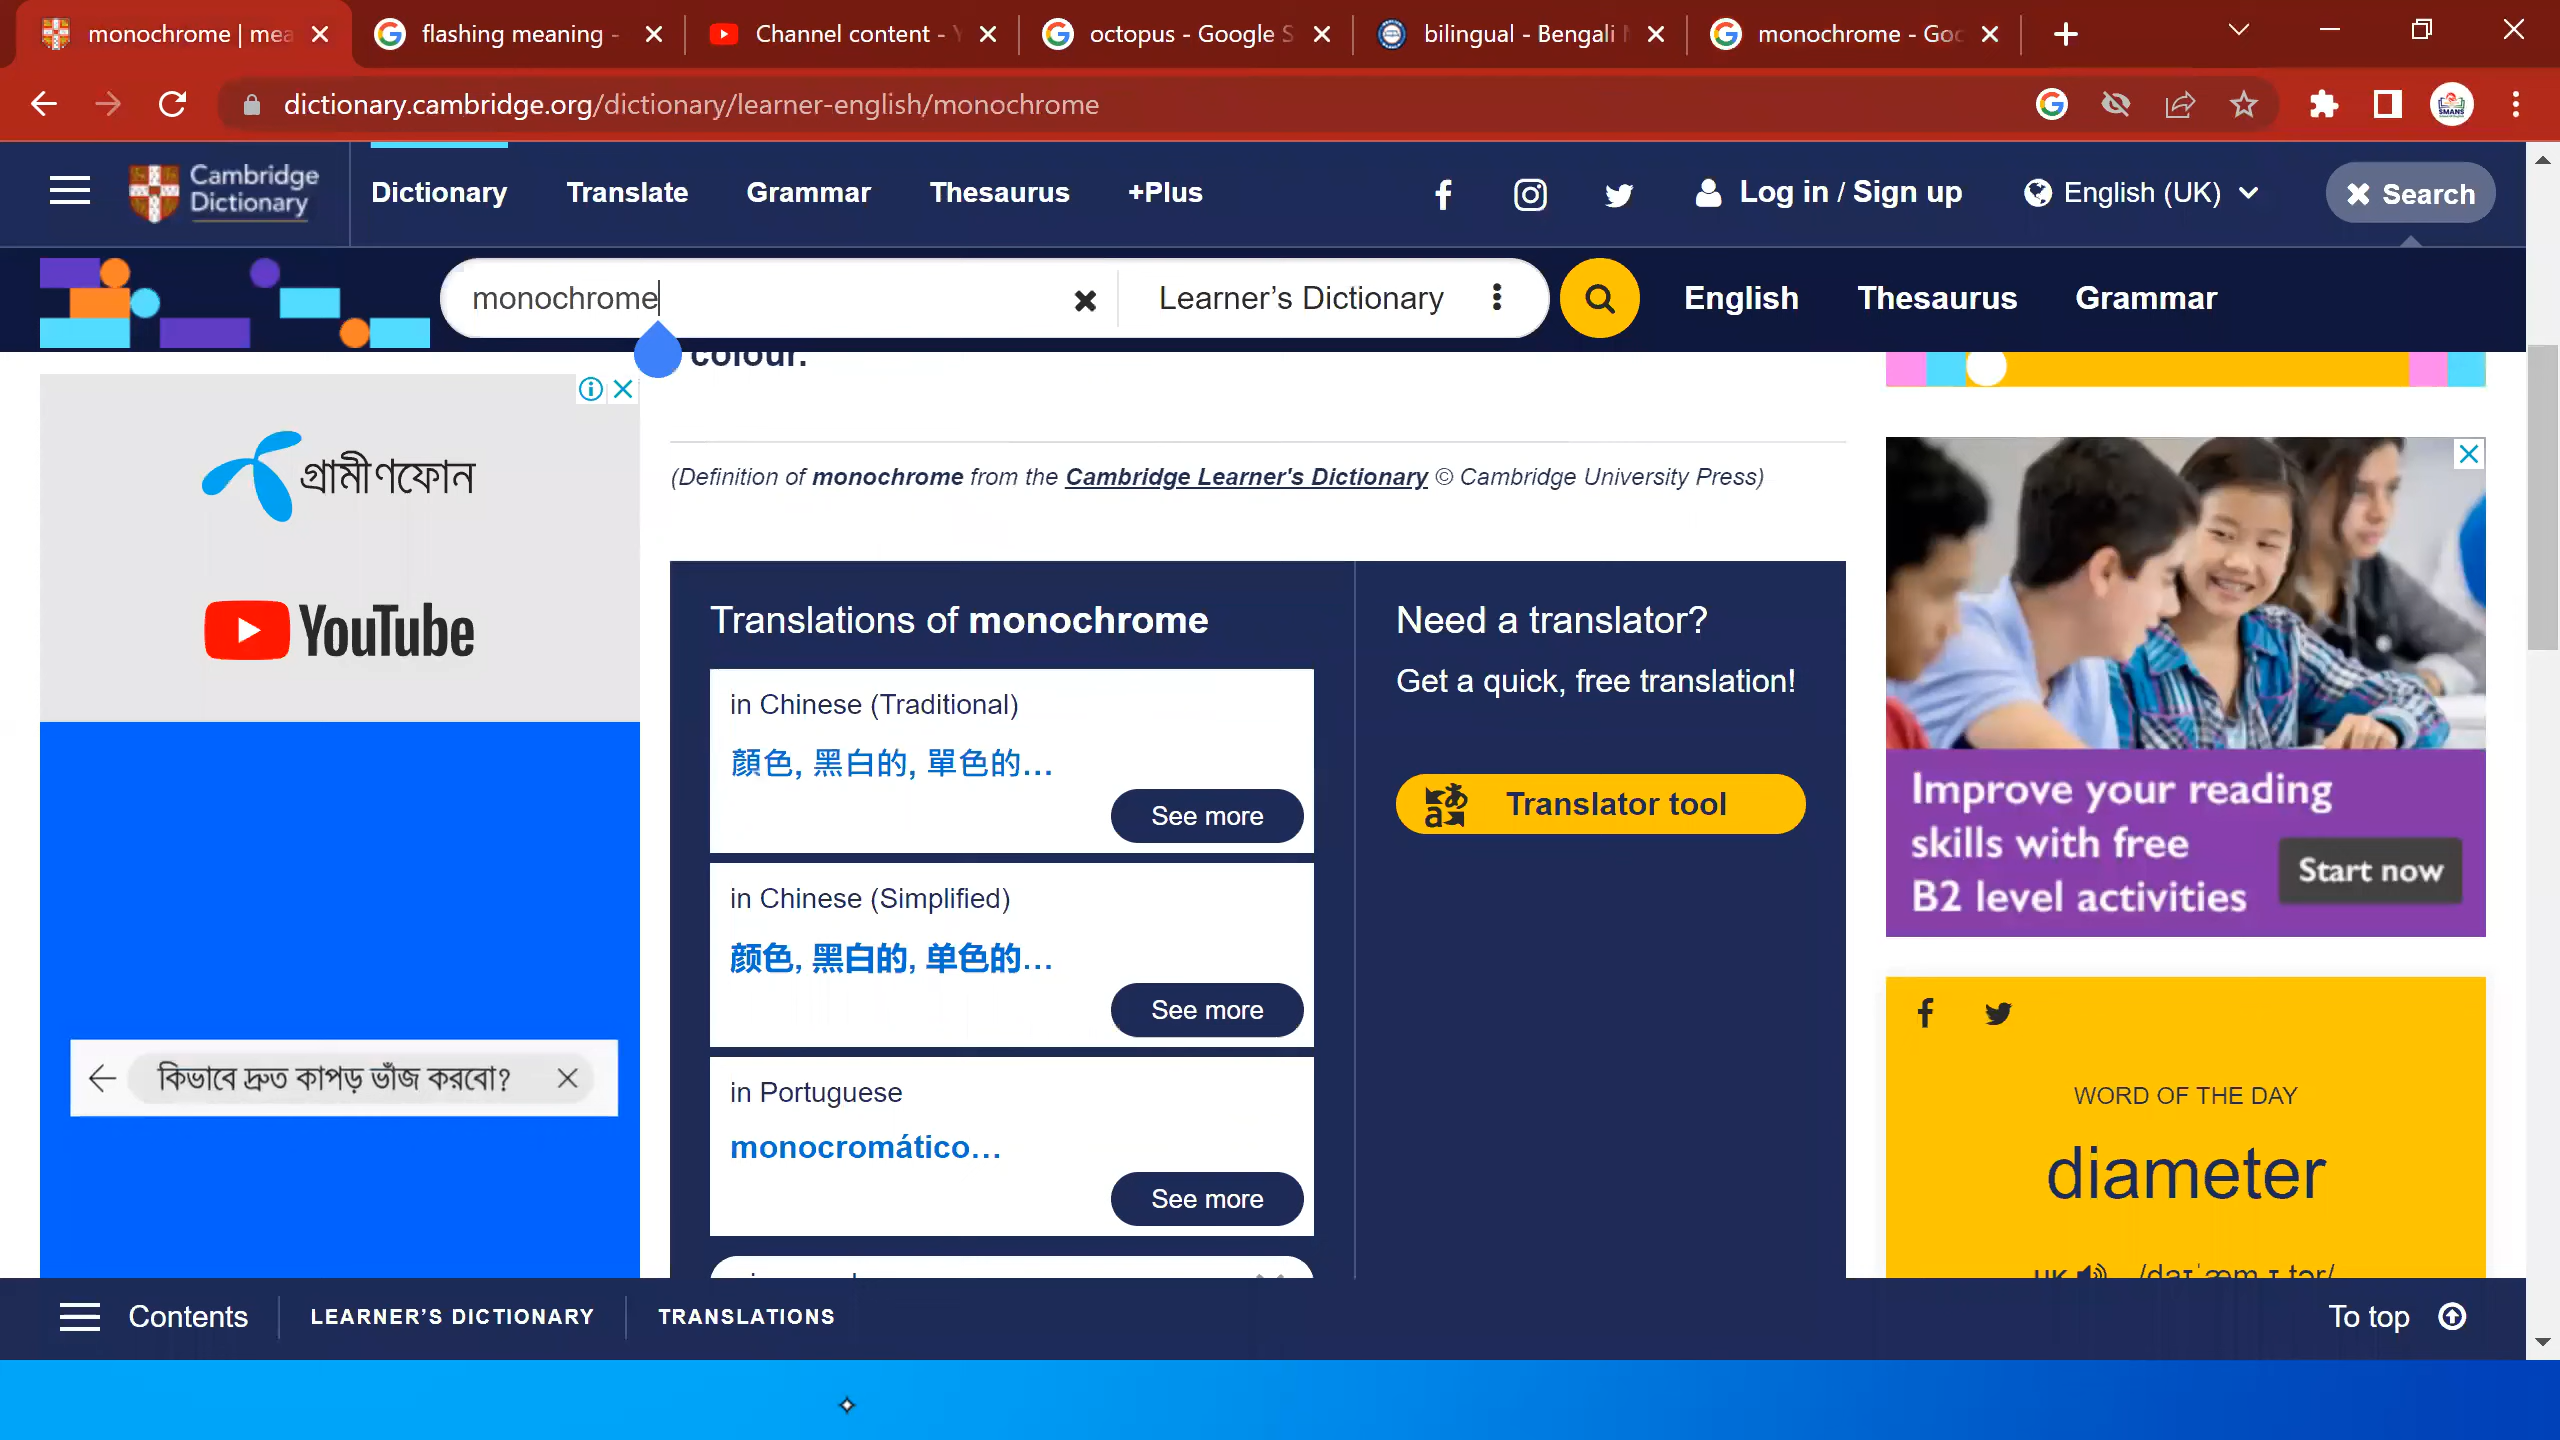 monochrome | mea
flashing meaning -
Channel content - Y
octopus - Google S
bilingual - Bengali
monochrome - Goo
dictionary.cambridge.org/dictionary/learner-english/monochrome
Cambridge
Dictionary
Dictionary
Translate
Grammar
Thesaurus
+Plus
Log in / Sign up
English (UK)
Search
monochrome
Learner's Dictionary
English
Thesaurus
Grammar
colour.
(Definition of monochrome from the Cambridge Learner's Dictionary © Cambridge University Press)
গ্রামীণফোন
YouTube
কিভাবে দ্রুত কাপড় ভাঁজ করবো?
Translations of monochrome
in Chinese (Traditional)
顏色, 黑白的, 單色的…
See more
in Chinese (Simplified)
颜色, 黑白的, 单色的…
See more
in Portuguese
monocromático…
See more
Need a translator?
Get a quick, free translation!
Translator tool
Improve your reading
skills with free
B2 level activities
Start now
WORD OF THE DAY
diameter
UK /daɪˈæm.ɪ.tər/
Contents
LEARNER'S DICTIONARY
TRANSLATIONS
To top